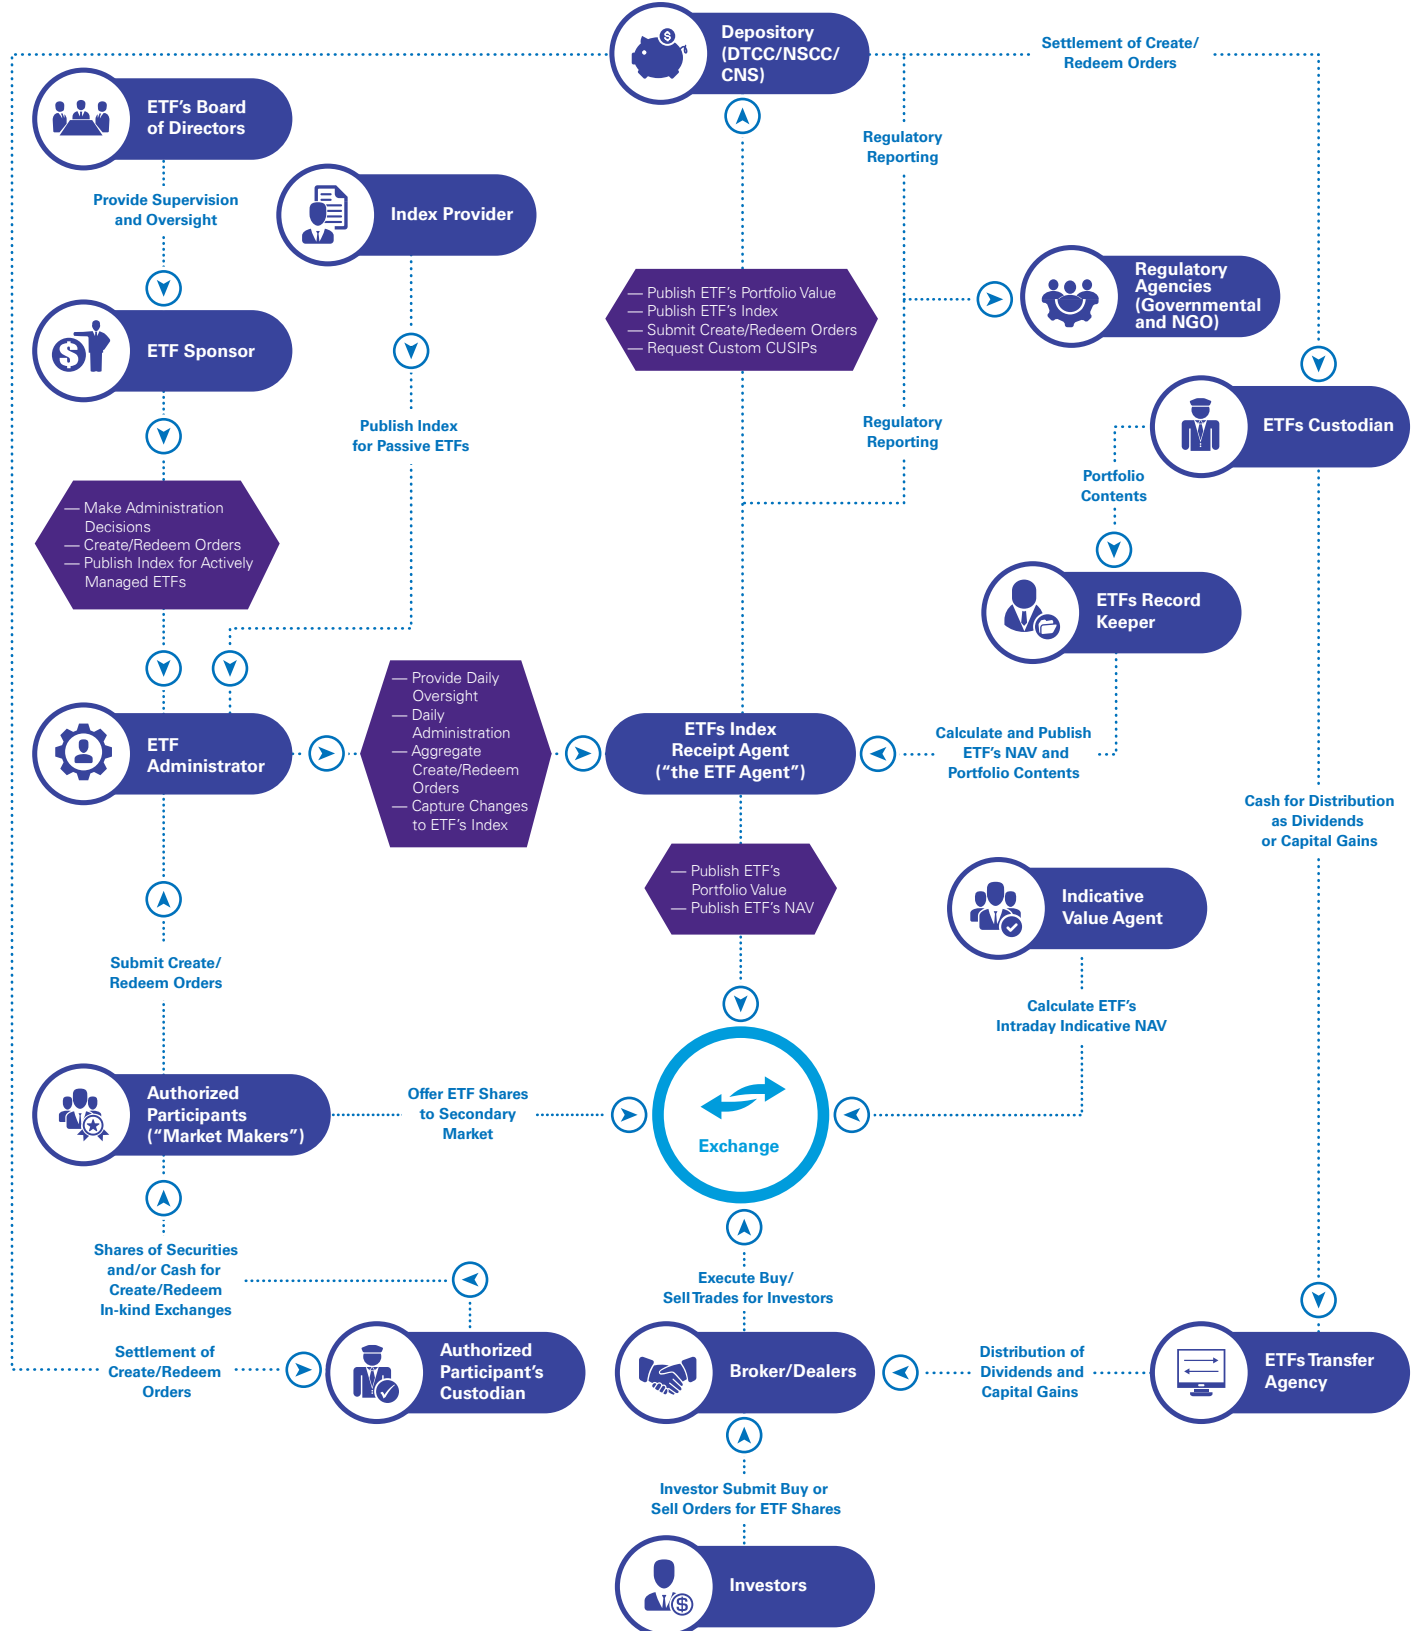 Depository
(DTCC/NSCC/
CNS)
Settlement of Create/
Redeem Orders
ETF’s Board
of Directors
Regulatory
Reporting
Provide Supervision
and Oversight
Index Provider
Regulatory
Agencies
(Governmental
and NGO)
— Publish ETF’s Portfolio Value
— Publish ETF’s Index
— Submit Create/Redeem Orders
— Request Custom CUSIPs
ETF Sponsor
Publish Index
for Passive ETFs
Regulatory
Reporting
ETFs Custodian
Portfolio
Contents
— Make Administration
Decisions
— Create/Redeem Orders
— Publish Index for Actively
Managed ETFs
ETFs Record
Keeper
— Provide Daily
Oversight
— Daily
Administration
— Aggregate
Create/Redeem
Orders
— Capture Changes
to ETF’s Index
ETF
Administrator
ETFs Index
Receipt Agent
(“the ETF Agent”)
Calculate and Publish
ETF’s NAV and
Portfolio Contents
Cash for Distribution
as Dividends
or Capital Gains
— Publish ETF’s
Portfolio Value
— Publish ETF’s NAV
Indicative
Value Agent
Submit Create/
Redeem Orders
Calculate ETF’s
Intraday Indicative NAV
Authorized
Participants
(“Market Makers”)
Offer ETF Shares
to Secondary
Market
Exchange
Shares of Securities
and/or Cash for
Create/Redeem
In-kind Exchanges
Execute Buy/
Sell Trades for Investors
Settlement of
Create/Redeem
Orders
Authorized
Participant’s
Custodian
Broker/Dealers
Distribution of
Dividends and
Capital Gains
ETFs Transfer
Agency
Investor Submit Buy or
Sell Orders for ETF Shares
Investors